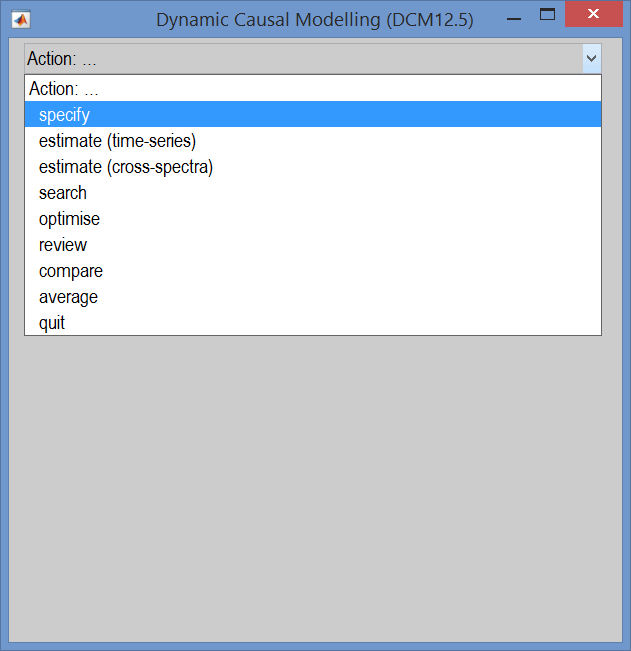 Dynamic Causal Modelling (DCM12.5)
Action: ...
Action: ...
specify
estimate (time-series)
estimate (cross-spectra)
search
optimise
review
compare
average
quit